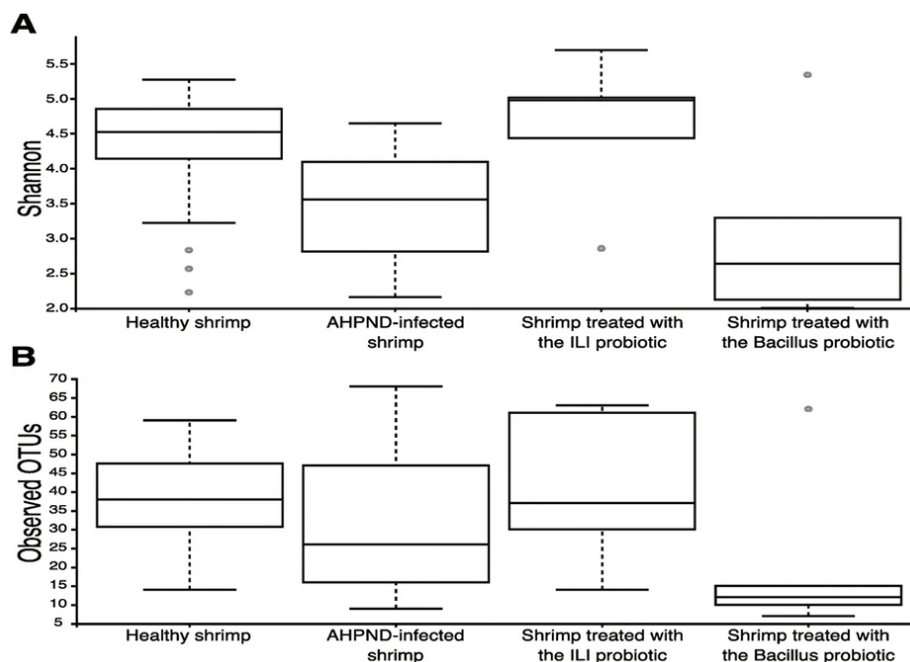 A
Shannon
5.5
5.0
4.5
4.0
3.5
3.0
2.5
2.0
Healthy shrimp
AHPND-infected
shrimp
Shrimp treated with
the ILI probiotic
Shrimp treated with
the Bacillus probiotic
B
Observed OTUs
70
65
60
55
50
45
40
35
30
25
20
15
10
5
Healthy shrimp
AHPND-infected
shrimp
Shrimp treated with
the ILI probiotic
Shrimp treated with
the Bacillus probiotic